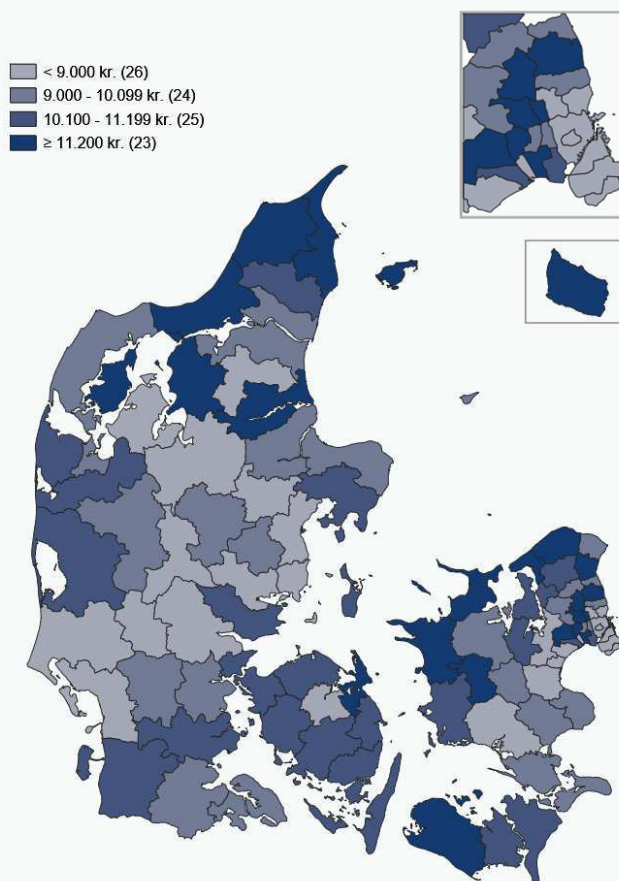 < 9.000 kr. (26)
9.000 - 10.099 kr. (24)
10.100 - 11.199 kr. (25)
≥ 11.200 kr. (23)